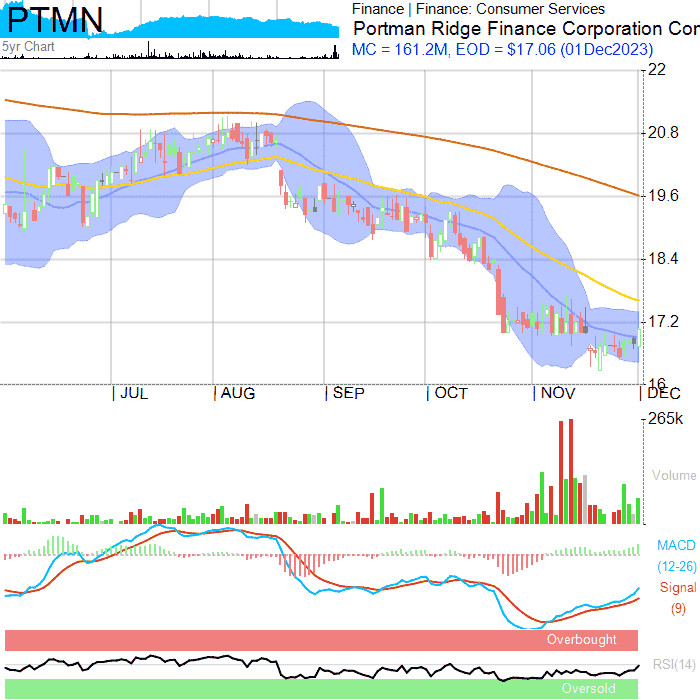 PTMN
Finance | Finance: Consumer Services
Portman Ridge Finance Corporation Cor
MC = 161.2M, EOD = $17.06 (01Dec2023)
5yr Chart
22
20.8
19.6
18.4
17.2
16
JUL AUG SEP OCT NOV DEC
265k
Volume
MACD
(12-26)
Signal
(9)
Overbought
RSI(14)
Oversold